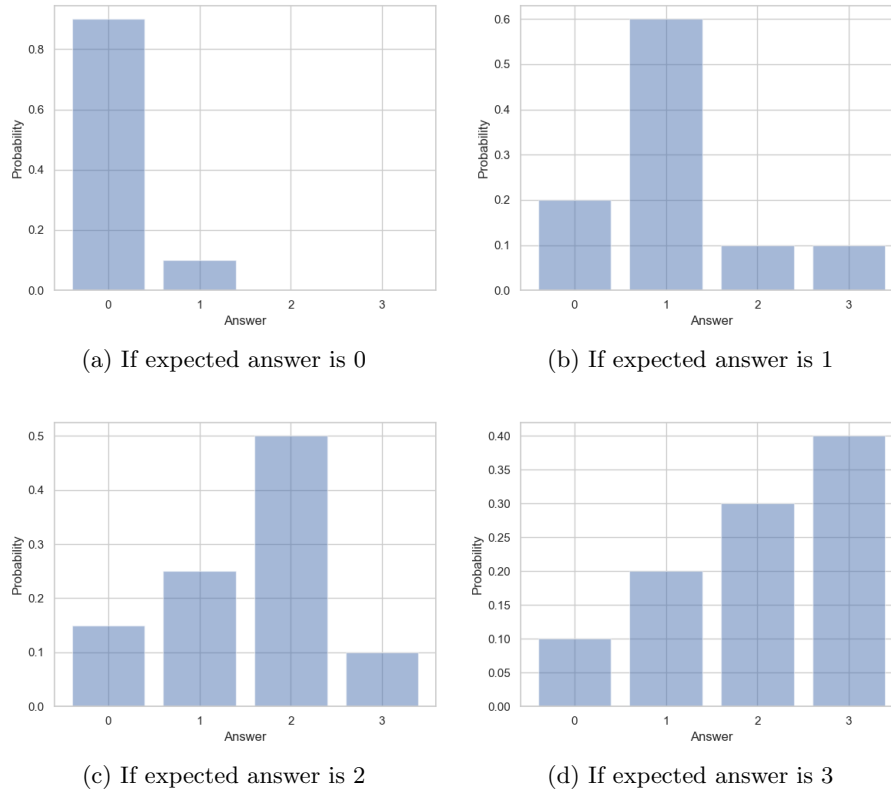 0.8
0.6
0.4
0.2
0.0
Probability
0 1 2 3
Answer
(a) If expected answer is 0
0.6
0.5
0.4
0.3
0.2
0.1
0.0
Probability
0 1 2 3
Answer
(b) If expected answer is 1
0.5
0.4
0.3
0.2
0.1
0.0
Probability
0 1 2 3
Answer
(c) If expected answer is 2
0.40
0.35
0.30
0.25
0.20
0.15
0.10
0.05
0.00
Probability
0 1 2 3
Answer
(d) If expected answer is 3